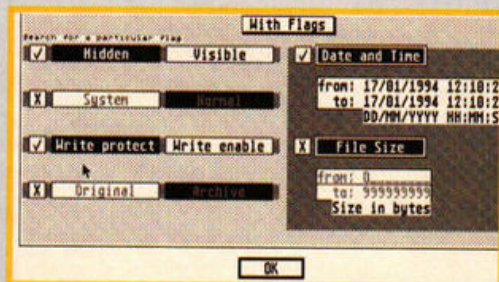 With Flags
Search for a particular flag
Hidden Visible
System Normal
Write protect Write enable
Original Archive
Date and Time
from: 17/01/1994 12:18:2
to: 17/01/1994 12:18:2
DD/MM/YYYY HH:MM:S
File Size
from: 0
to: 999999999
Size in bytes
OK